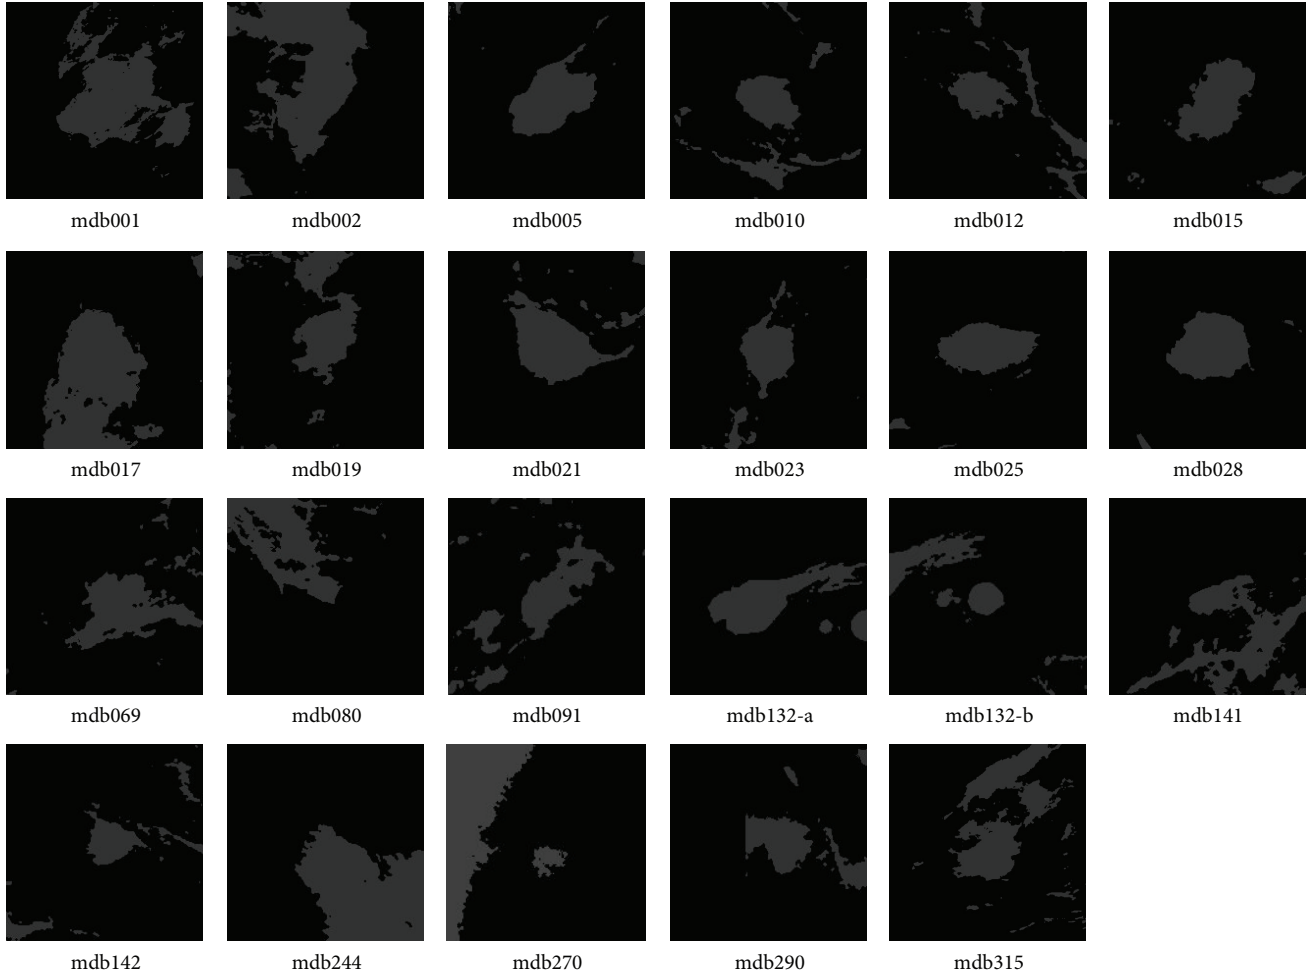 mdb001 mdb002 mdb005 mdb010 mdb012 mdb015
mdb017 mdb019 mdb021 mdb023 mdb025 mdb028
mdb069 mdb080 mdb091 mdb132-a mdb132-b mdb141
mdb142 mdb244 mdb270 mdb290 mdb315